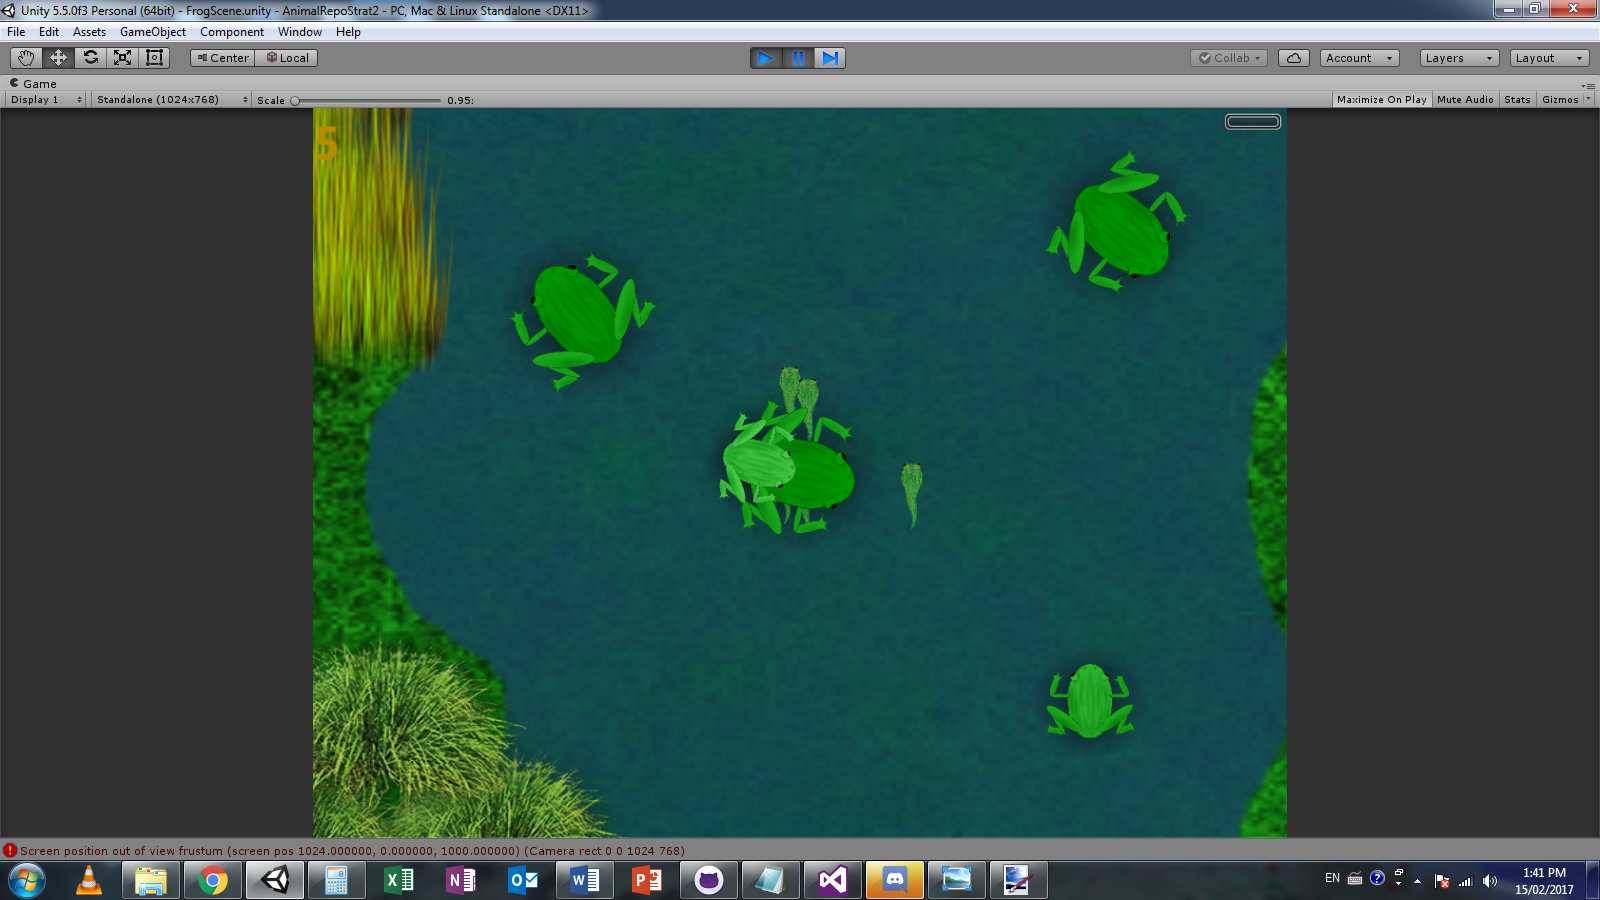 Unity 5.5.0f3 Personal (64bit) - FrogScene.unity - AnimalRepoStrat2 - PC, Mac & Linux Standalone <DX11>
File Edit Assets GameObject Component Window Help
Center Local Collab Account Layers Layout
Game
Display 1 Standalone (1024x768) Scale 0.95: Maximize On Play Mute Audio Stats Gizmos
5
Screen position out of view frustum (screen pos 1024.000000, 0.000000, 1000.000000) (Camera rect 0 0 1024 768)
EN
1:41 PM
15/02/2017